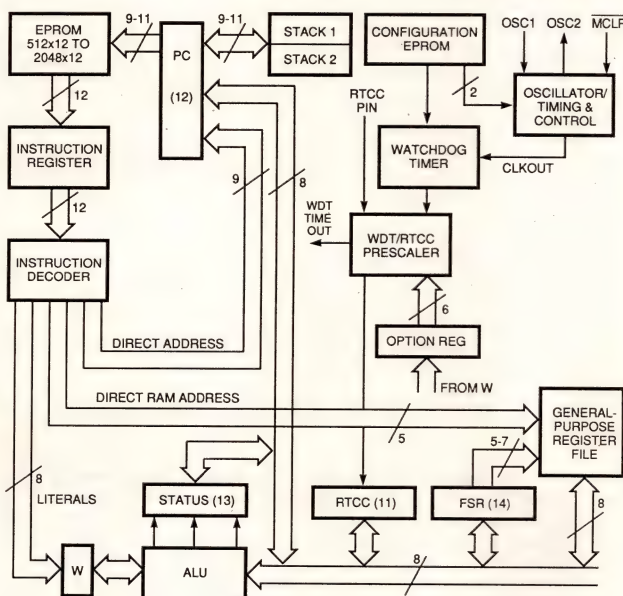 EPROM
512x12 TO
2048x12
9-11
PC
(12)
9-11
STACK 1
STACK 2
CONFIGURATION
EPROM
OSC1
OSC2
2
OSCILLATOR/
TIMING &
CONTROL
RTCC
PIN
WATCHDOG
TIMER
CLKOUT
12
INSTRUCTION
REGISTER
9
8
12
WDT
TIME
OUT
WDT/RTCC
PRESCALER
INSTRUCTION
DECODER
6
OPTION REG
DIRECT ADDRESS
FROM W
DIRECT RAM ADDRESS
5
GENERAL-
PURPOSE
REGISTER
FILE
5-7
8
LITERALS
STATUS (13)
RTCC (11)
FSR (14)
8
W
ALU
8